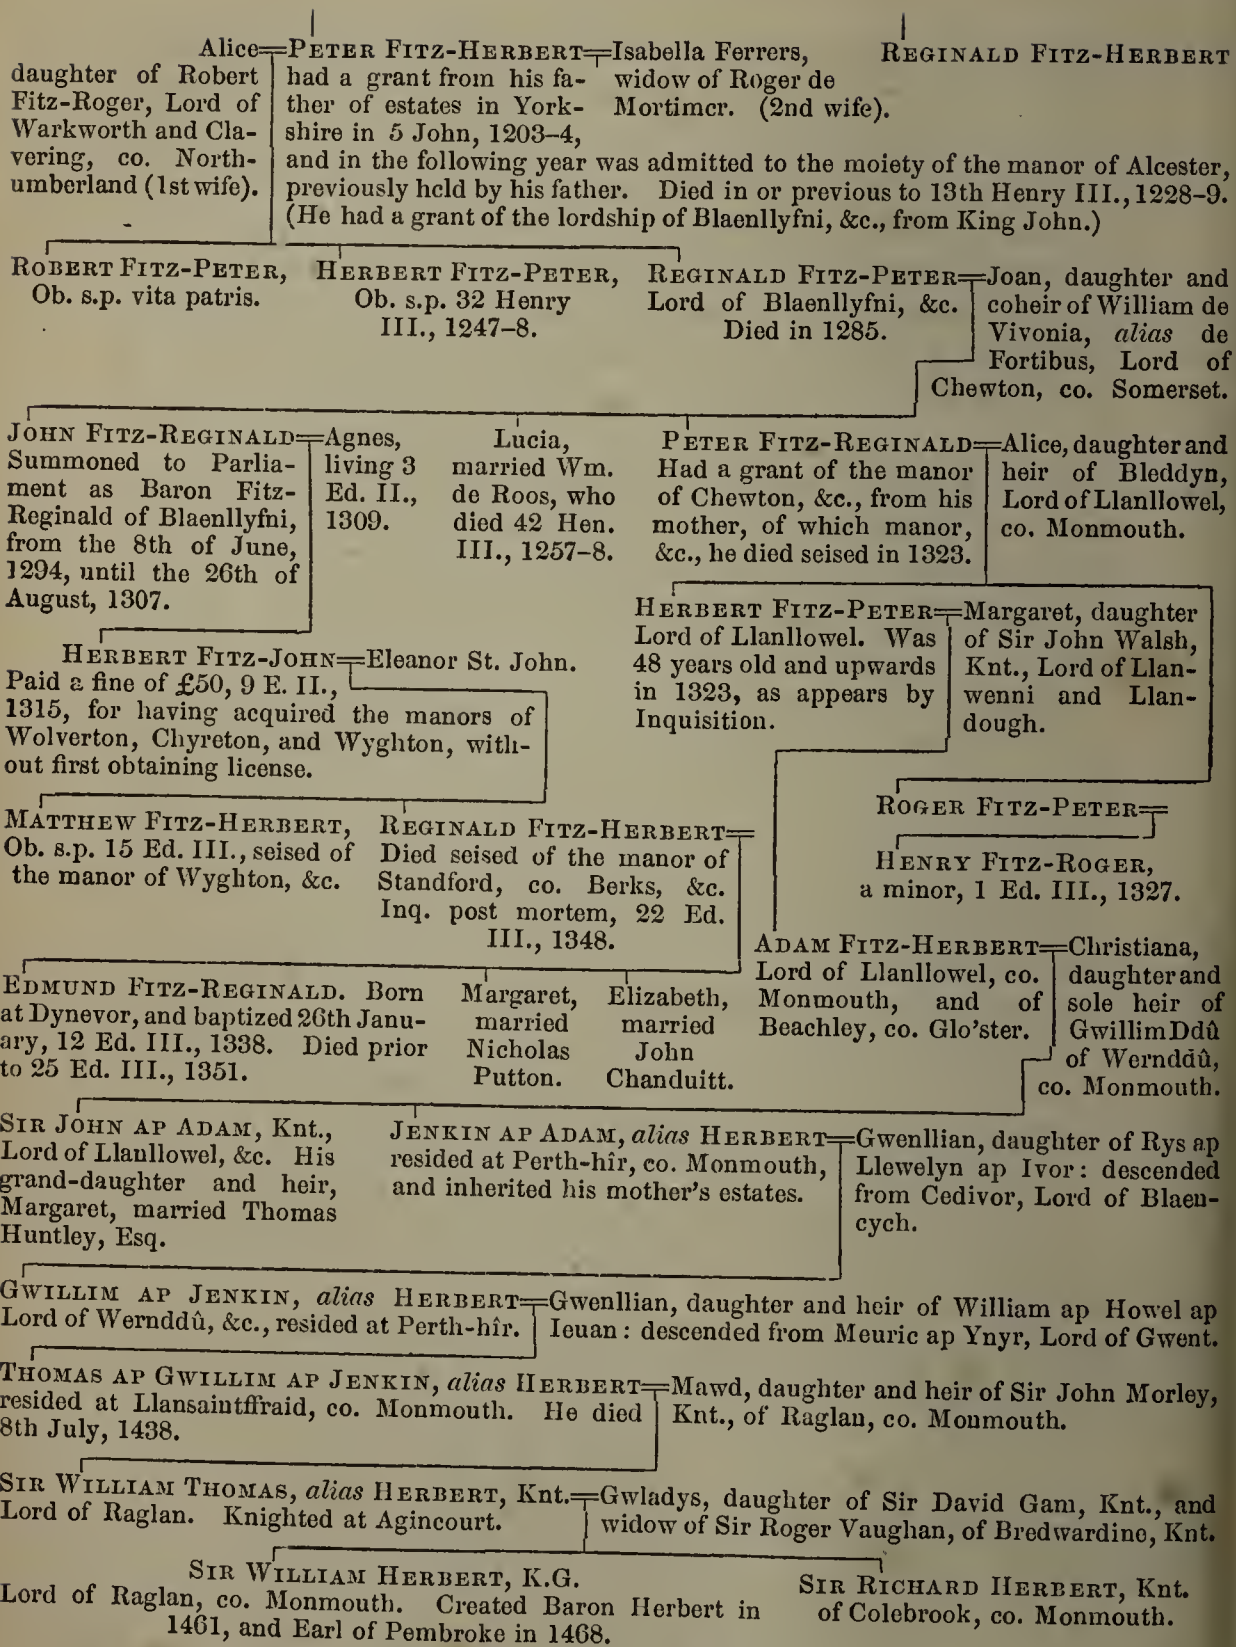 Alice=PETER FITZ-HERBERT=Isabella Ferrers,
daughter of Robert
Fitz-Roger, Lord of
Warkworth and Cla-
vering, co. North-
umberland (1st wife).
had a grant from his fa-
ther of estates in York-
shire in 5 John, 1203–4,
widow of Roger de
Mortimer. (2nd wife).
and in the following year was admitted to the moiety of the manor of Alcester,
previously held by his father. Died in or previous to 13th Henry III., 1228–9.
(He had a grant of the lordship of Blaenllyfni, &c., from King John.)
REGINALD FITZ-HERBERT
ROBERT FITZ-PETER,
Ob. s.p. vita patris.
HERBERT FITZ-PETER,
Ob. s.p. 32 Henry
III., 1247–8.
REGINALD FITZ-PETER=
Lord of Blaenllyfni, &c.
Died in 1285.
Joan, daughter and
coheir of William de
Vivonia, alias de
Fortibus, Lord of
Chewton, co. Somerset.
JOHN FITZ-REGINALD=
Summoned to Parlia-
ment as Baron Fitz-
Reginald of Blaenllyfni,
from the 8th of June,
1294, until the 26th of
August, 1307.
Agnes,
living 3
Ed. II.,
1309.
Lucia,
married Wm.
de Roos, who
died 42 Hen.
III., 1257–8.
PETER FITZ-REGINALD=
Had a grant of the manor
of Chewton, &c., from his
mother, of which manor,
&c., he died seised in 1323.
Alice, daughter and
heir of Bleddyn,
Lord of Llanllowel,
co. Monmouth.
HERBERT FITZ-JOHN=Eleanor St. John.
Paid a fine of £50, 9 E. II.,
1315, for having acquired the manors of
Wolverton, Chyreton, and Wyghton, with-
out first obtaining license.
HERBERT FITZ-PETER=
Lord of Llanllowel. Was
48 years old and upwards
in 1323, as appears by
Inquisition.
Margaret, daughter
of Sir John Walsh,
Knt., Lord of Llan-
wenni and Llan-
dough.
ROGER FITZ-PETER=
HENRY FITZ-ROGER,
a minor, 1 Ed. III., 1327.
MATTHEW FITZ-HERBERT,
Ob. s.p. 15 Ed. III., seised of
the manor of Wyghton, &c.
REGINALD FITZ-HERBERT=
Died seised of the manor of
Standford, co. Berks, &c.
Inq. post mortem, 22 Ed.
III., 1348.
ADAM FITZ-HERBERT=
Lord of Llanllowel, co.
Monmouth, and of
Beachley, co. Glo'ster.
Christiana,
daughter and
sole heir of
Gwillim Ddû
of Wernddû,
co. Monmouth.
EDMUND FITZ-REGINALD. Born
at Dynevor, and baptized 26th Janu-
ary, 12 Ed. III., 1338. Died prior
to 25 Ed. III., 1351.
Margaret,
married
Nicholas
Putton.
Elizabeth,
married
John
Chanduitt.
SIR JOHN AP ADAM, Knt.,
Lord of Llanllowel, &c. His
grand-daughter and heir,
Margaret, married Thomas
Huntley, Esq.
JENKIN AP ADAM, alias HERBERT=
resided at Perth-hîr, co. Monmouth,
and inherited his mother's estates.
Gwenllian, daughter of Rys ap
Llewelyn ap Ivor: descended
from Cedivor, Lord of Blaen-
cych.
GWILLIM AP JENKIN, alias HERBERT=
Lord of Wernddû, &c., resided at Perth-hîr.
Gwenllian, daughter and heir of William ap Howel ap
Ieuan: descended from Meuric ap Ynyr, Lord of Gwent.
THOMAS AP GWILLIM AP JENKIN, alias HERBERT=
resided at Llansaintffraid, co. Monmouth. He died
8th July, 1438.
Mawd, daughter and heir of Sir John Morley,
Knt., of Raglan, co. Monmouth.
SIR WILLIAM THOMAS, alias HERBERT, Knt.=
Lord of Raglan. Knighted at Agincourt.
Gwladys, daughter of Sir David Gam, Knt., and
widow of Sir Roger Vaughan, of Bredwardine, Knt.
SIR WILLIAM HERBERT, K.G.
Lord of Raglan, co. Monmouth. Created Baron Herbert in
1461, and Earl of Pembroke in 1468.
SIR RICHARD HERBERT, Knt.
of Colebrook, co. Monmouth.